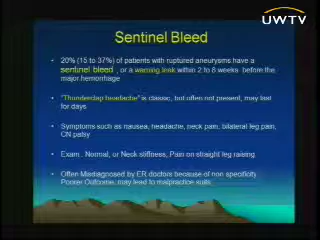 UWTV
Sentinel Bleed
• 20% (15 to 37%) of patients with ruptured aneurysms have a
sentinel bleed , or a warning leak within 2 to 8 weeks before the
major hemorrhage
• "Thunderclap headache" is classic, but often not present, may last
for days
• Symptoms such as nausea, headache, neck pain, bilateral leg pain,
CN palsy
• Exam : Normal, or Neck stiffness, Pain on straight leg raising
• Often Misdiagnosed by ER doctors because of non specificity
Poorer Outcome, may lead to malpractice suits